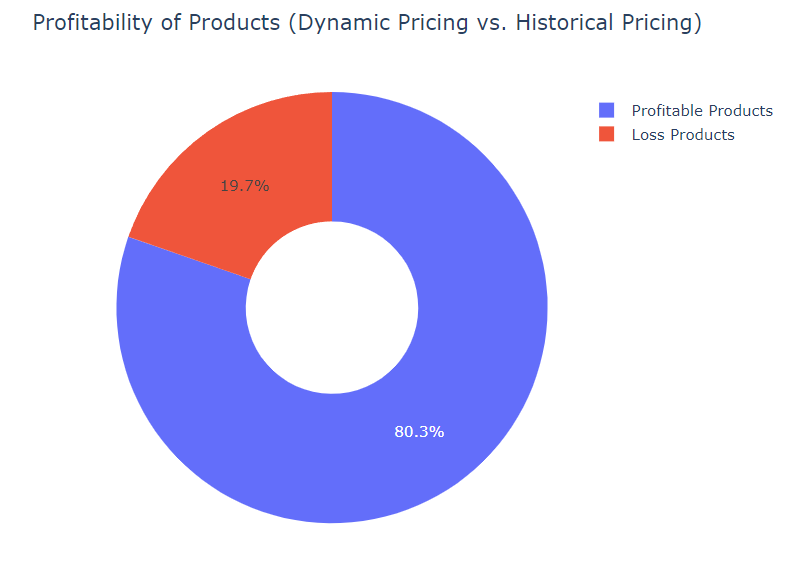 Profitability of Products (Dynamic Pricing vs. Historical Pricing)
Profitable Products
Loss Products
19.7%
80.3%